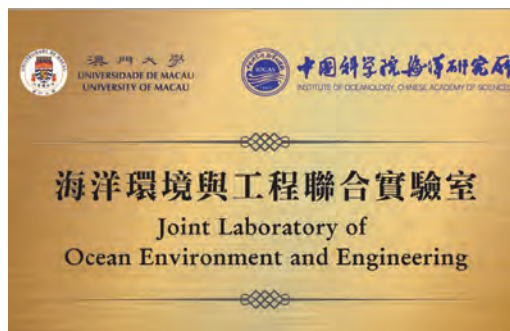 澳門大學
UNIVERSIDADE DE MACAU
UNIVERSITY OF MACAU
IOCAS
中国科学院海洋研究所
INSTITUTE OF OCEANOLOGY, CHINESE ACADEMY OF SCIENCES
海洋環境與工程聯合實驗室
Joint Laboratory of
Ocean Environment and Engineering